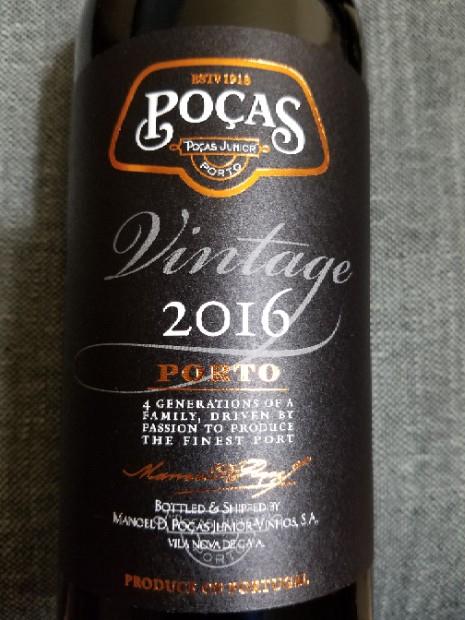 ESTD 1918
POÇAS
POÇAS JUNIOR
PORTO
Vintage
2016
PORTO
4 GENERATIONS OF A
FAMILY, DRIVEN BY
PASSION TO PRODUCE
THE FINEST PORT
BOTTLED & SHIPPED BY
MANOEL D. POÇAS JUNIOR-VINHOS, S.A.
VILA NOVA DE GAIA.
PRODUCT OF PORTUGAL